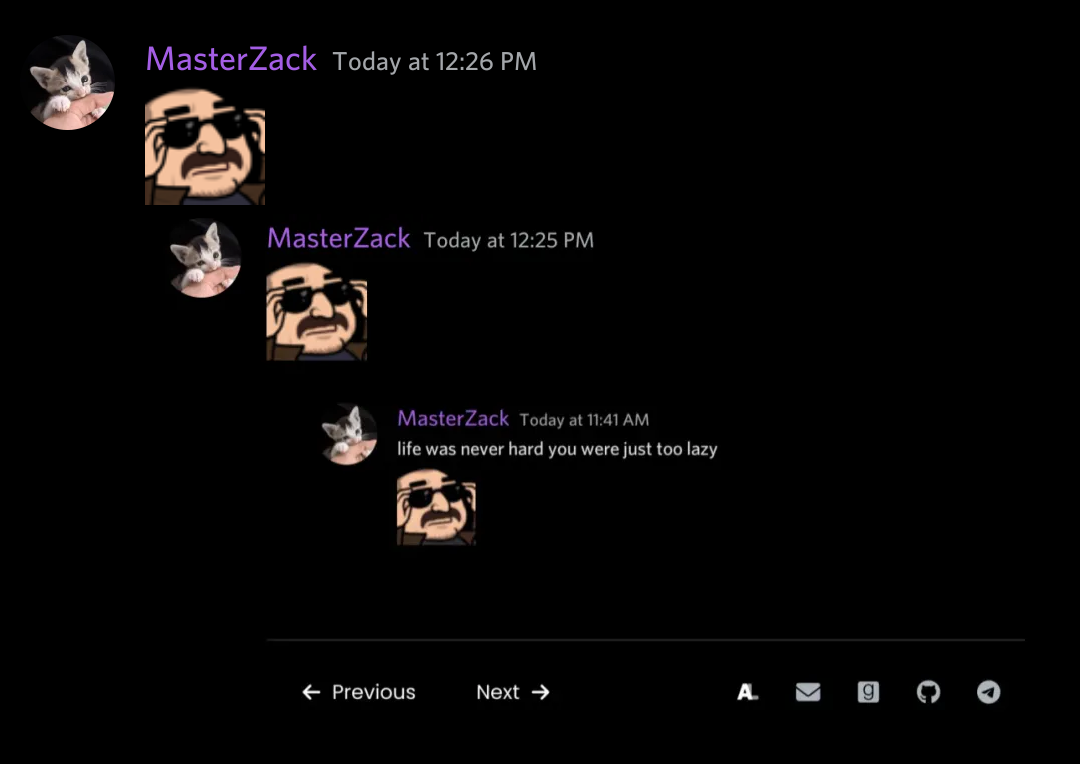 MasterZack Today at 12:26 PM
MasterZack Today at 12:25 PM
MasterZack Today at 11:41 AM
life was never hard you were just too lazy
← Previous Next →